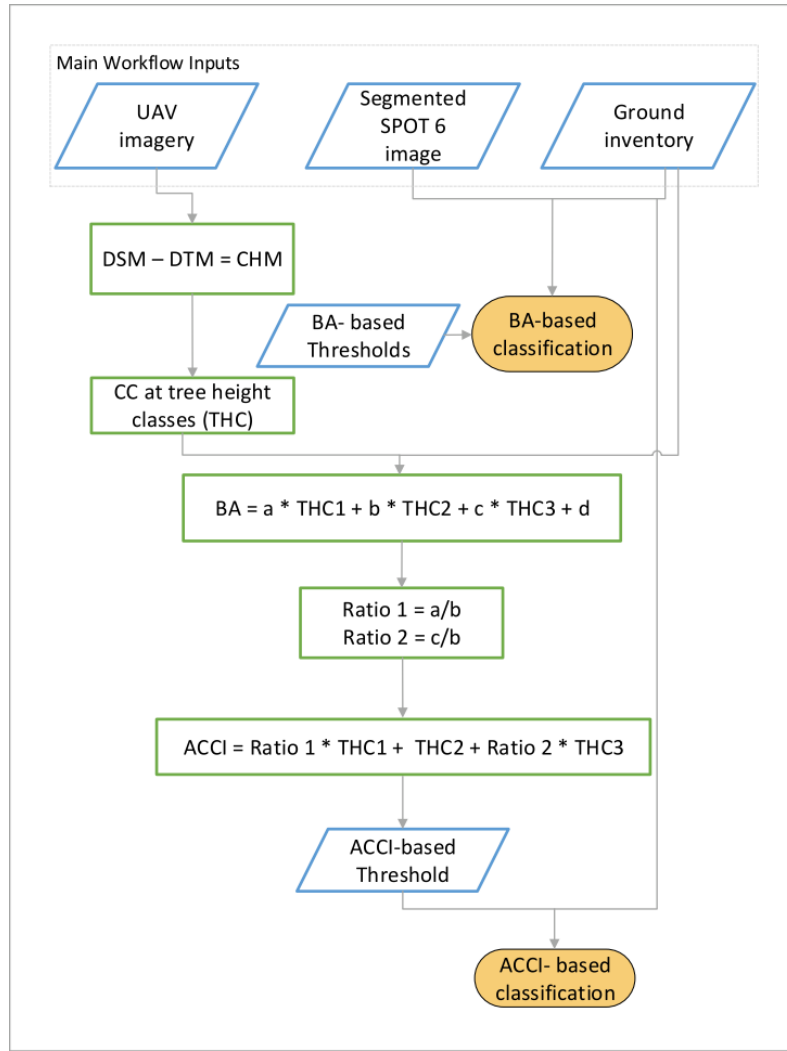 Main Workflow Inputs
UAV
imagery
Segmented
SPOT 6
image
Ground
inventory
DSM – DTM = CHM
BA- based
Thresholds
BA-based
classification
CC at tree height
classes (THC)
BA = a * THC1 + b * THC2 + c * THC3 + d
Ratio 1 = a/b
Ratio 2 = c/b
ACCI = Ratio 1 * THC1 + THC2 + Ratio 2 * THC3
ACCI-based
Threshold
ACCI- based
classification